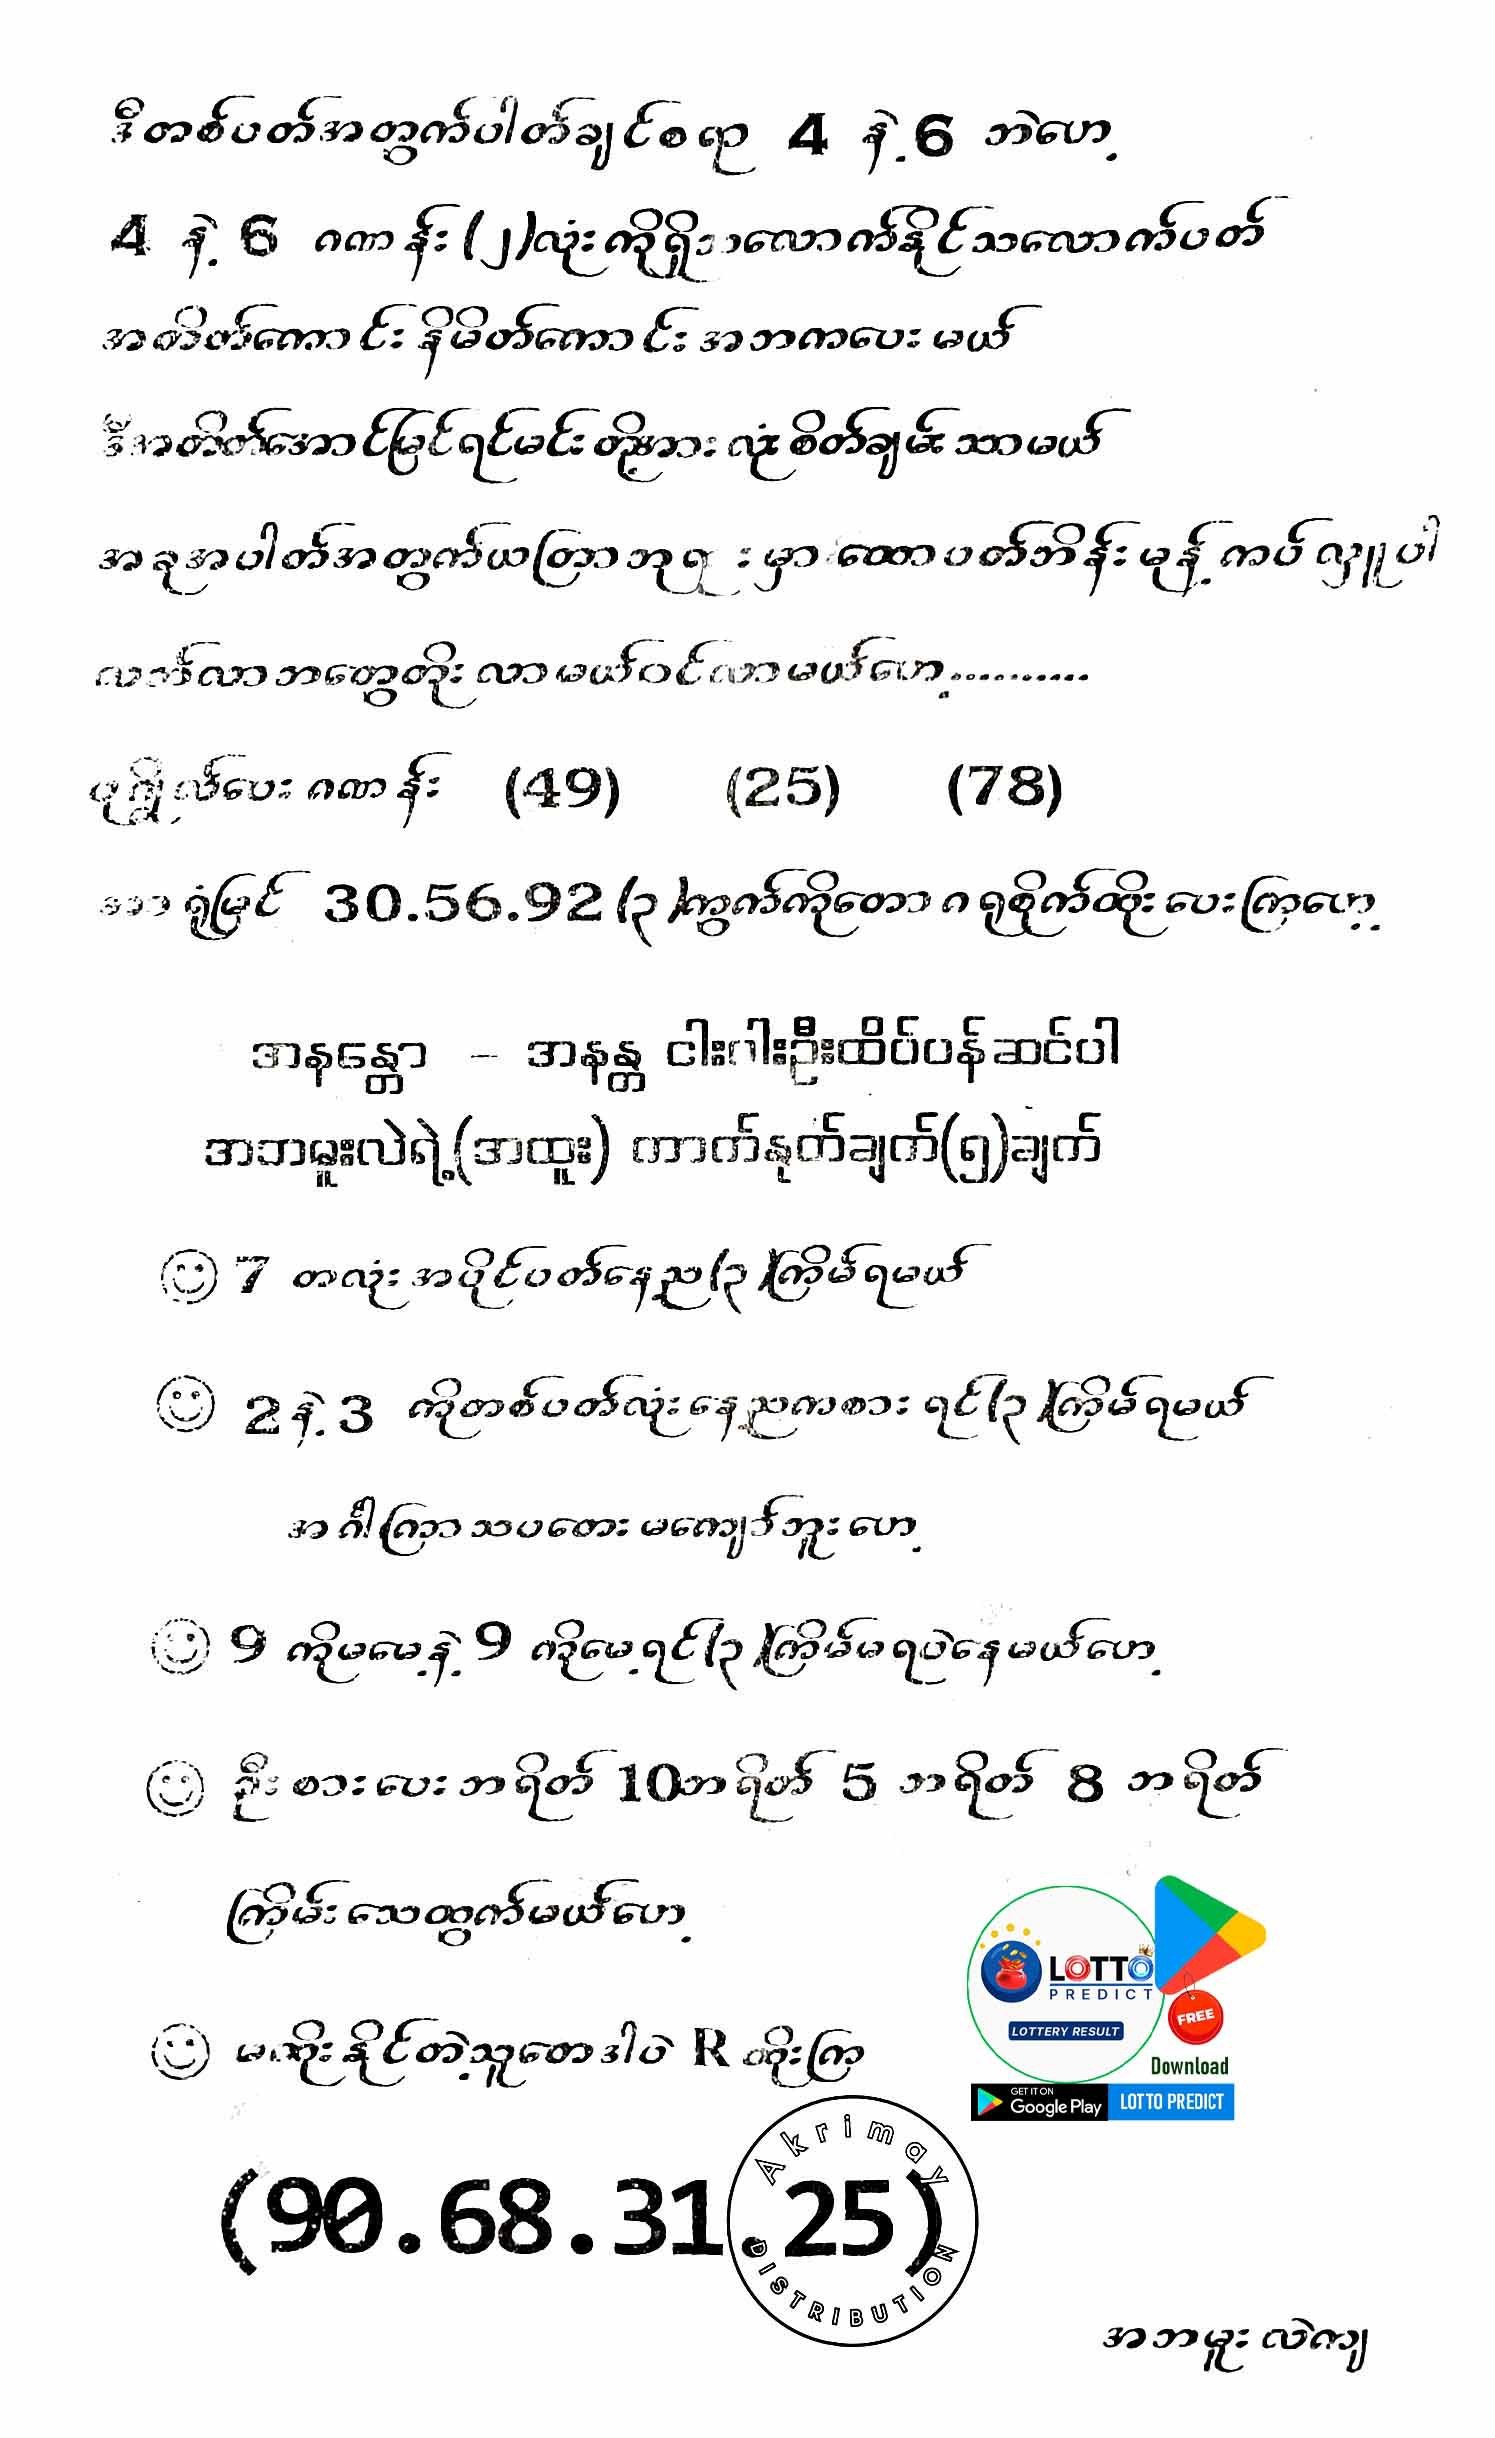 ဒီတစ်ပတ်အတွက်ပါတ်ချင်စရာ 4 နဲ့ 6 ဘဲဟေ့
4 နဲ့ 6 ဂဏန်း (၂)လုံးကိုရှိသလောက်နိုင်သလောက်ပတ်
အတိတ်ကောင်း နိမိတ်ကောင်း အဘကပေးမယ်
ဒီအတိတ်အောင်မြင်ရင်မင်းတို့အားလုံးစိတ်ချမ်းသာမယ်
အခုအပါတ်အတွက်ယတြာဘုရားမှာထောပတ်ဘိန်းမုန့်ကပ်လှူပါ
လတ်လာဘတွေတိုးလာမယ်ဝင်လာမယ်ဟေ့...........
ပုဂ္ဂိုလ်ပေးဂဏန်း (49) (25) (78)
အာရုံမြင် 30.56.92 (၃)ကွက်ကိုတော့ဂရုစိုက်ထိုးပေးကြဟေ့
အနန္တော – အနန္တ ငါးပါးဦးထိပ်ပန်ဆင်ပါ
အဘမူးလဲရဲ့(အထူး) ကာက်နုတ်ချက်(၅)ချက်
7 တလုံးအပိုင်ပတ်နေ့ည(၃)ကြိမ်ရမယ်
2 နဲ့ 3 ကိုတစ်ပတ်လုံးနေ့ညကစားရင်(၃)ကြိမ်ရမယ်
အင်္ဂါကြာသပတေးမကျော်ဘူးဟေ့
9 ကိုမမေ့နဲ့ 9 ကိုမေ့ရင်(၃)ကြိမ်မရပဲနေမယ်ဟေ့
ဦးစားပေးဘရိတ် 10ဘရိတ် 5 ဘရိတ် 8 ဘရိတ်
ကြိမ်းသေထွက်မယ်ဟေ့
မထိုးနိုင်တဲ့သူတေဒါပဲ R ထိုးကြ
(90.68.31.25)
Akrimay
DISTRIBUTION
LOTTO
PREDICT
LOTTERY RESULT
FREE
Download
GET IT ON
Google Play
LOTTO PREDICT
အဘမူးလဲကျ